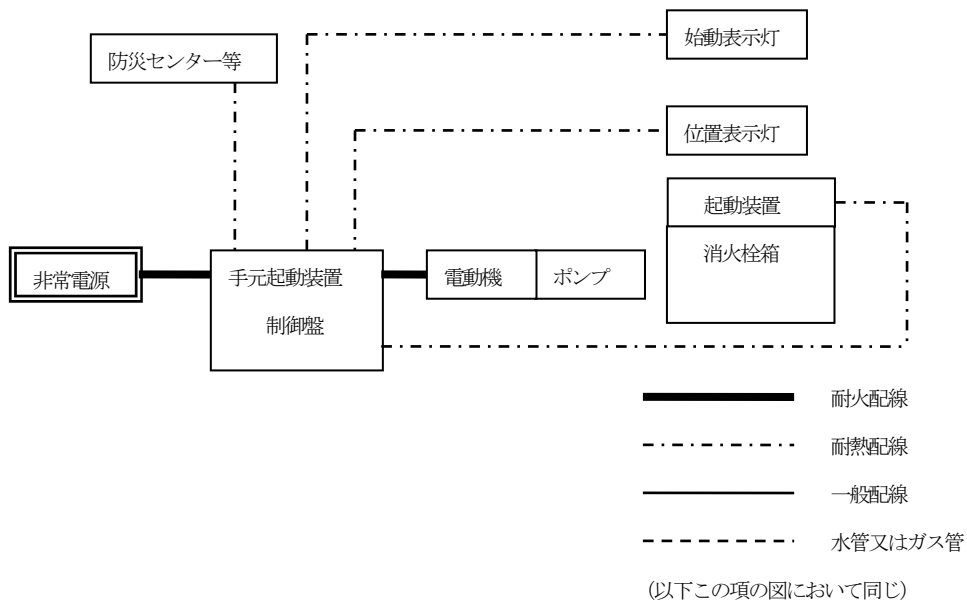 始動表示灯
防災センター等
位置表示灯
起動装置
消火栓箱
非常電源
手元起動装置
制御盤
電動機
ポンプ
耐火配線
耐熱配線
一般配線
水管又はガス管
(以下この項の図において同じ)